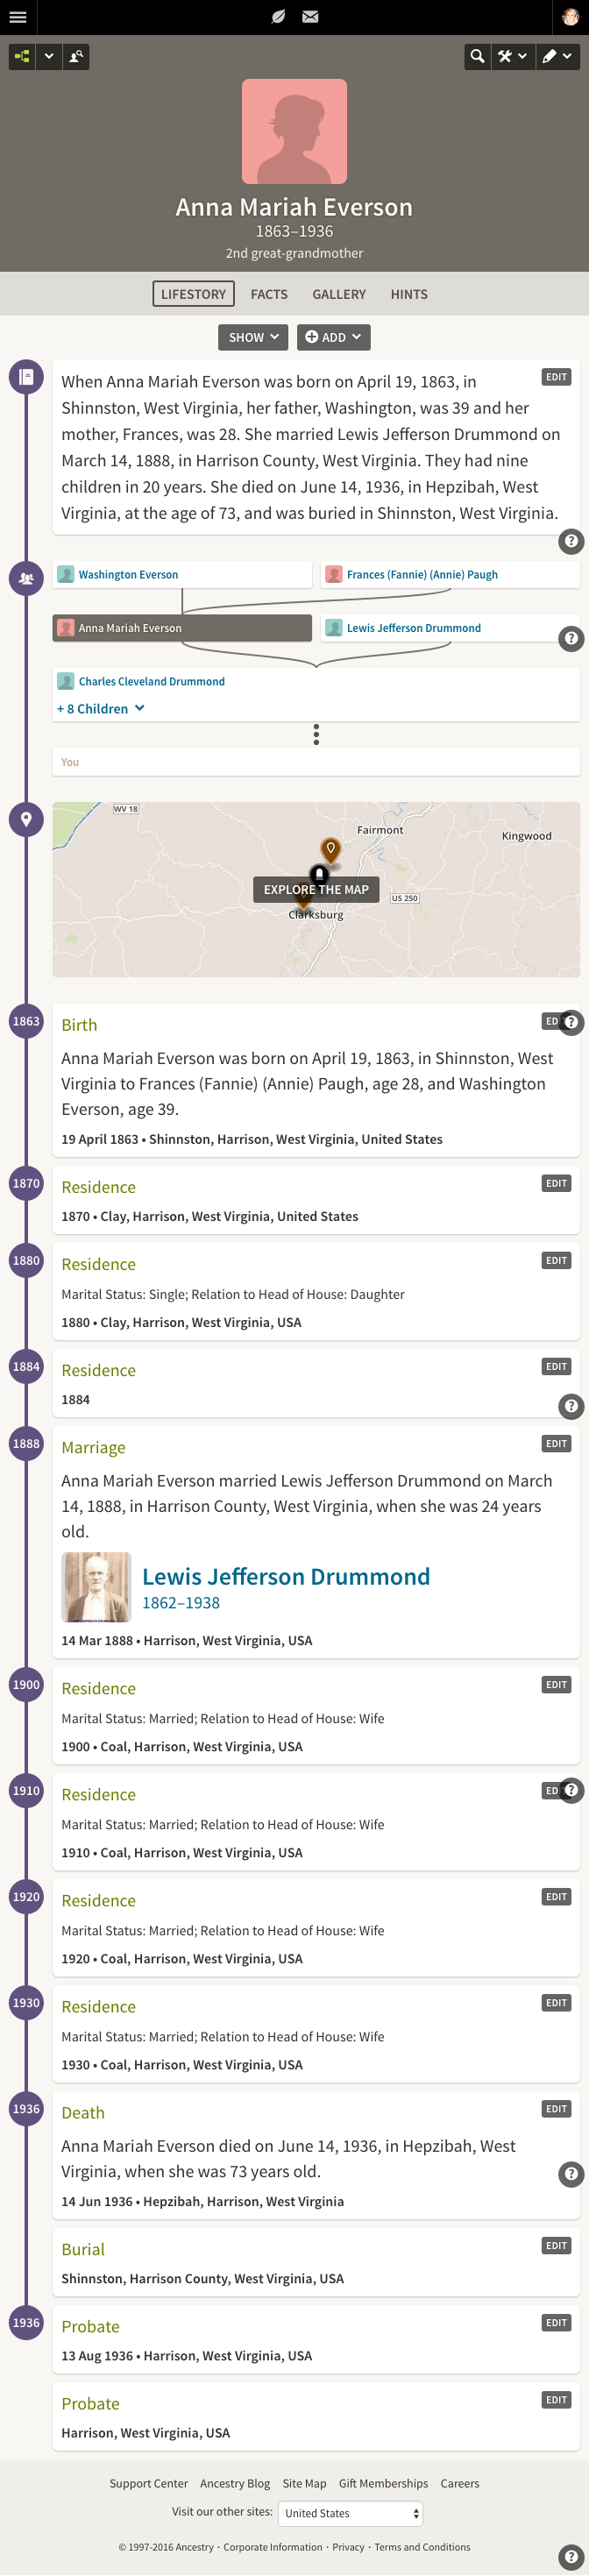 Anna Mariah Everson
1863–1936
2nd great-grandmother
LIFESTORY FACTS GALLERY HINTS
SHOW ADD
EDIT
When Anna Mariah Everson was born on April 19, 1863, in
Shinnston, West Virginia, her father, Washington, was 39 and her
mother, Frances, was 28. She married Lewis Jefferson Drummond on
March 14, 1888, in Harrison County, West Virginia. They had nine
children in 20 years. She died on June 14, 1936, in Hepzibah, West
Virginia, at the age of 73, and was buried in Shinnston, West Virginia.
?
Washington Everson Frances (Fannie) (Annie) Paugh
Anna Mariah Everson Lewis Jefferson Drummond
?
Charles Cleveland Drummond
+ 8 Children
You
WV 18
Fairmont
Kingwood
EXPLORE THE MAP
US 250
Clarksburg
1863 Birth ED ?
Anna Mariah Everson was born on April 19, 1863, in Shinnston, West
Virginia to Frances (Fannie) (Annie) Paugh, age 28, and Washington
Everson, age 39.
19 April 1863 • Shinnston, Harrison, West Virginia, United States
1870 Residence EDIT
1870 • Clay, Harrison, West Virginia, United States
1880 Residence EDIT
Marital Status: Single; Relation to Head of House: Daughter
1880 • Clay, Harrison, West Virginia, USA
1884 Residence EDIT
1884
?
1888 Marriage EDIT
Anna Mariah Everson married Lewis Jefferson Drummond on March
14, 1888, in Harrison County, West Virginia, when she was 24 years
old.
Lewis Jefferson Drummond
1862–1938
14 Mar 1888 • Harrison, West Virginia, USA
1900 Residence EDIT
Marital Status: Married; Relation to Head of House: Wife
1900 • Coal, Harrison, West Virginia, USA
1910 Residence ED ?
Marital Status: Married; Relation to Head of House: Wife
1910 • Coal, Harrison, West Virginia, USA
1920 Residence EDIT
Marital Status: Married; Relation to Head of House: Wife
1920 • Coal, Harrison, West Virginia, USA
1930 Residence EDIT
Marital Status: Married; Relation to Head of House: Wife
1930 • Coal, Harrison, West Virginia, USA
1936 Death EDIT
Anna Mariah Everson died on June 14, 1936, in Hepzibah, West
Virginia, when she was 73 years old.
?
14 Jun 1936 • Hepzibah, Harrison, West Virginia
Burial EDIT
Shinnston, Harrison County, West Virginia, USA
1936 Probate EDIT
13 Aug 1936 • Harrison, West Virginia, USA
Probate EDIT
Harrison, West Virginia, USA
Support Center Ancestry Blog Site Map Gift Memberships Careers
Visit our other sites: United States
© 1997-2016 Ancestry · Corporate Information · Privacy · Terms and Conditions
?